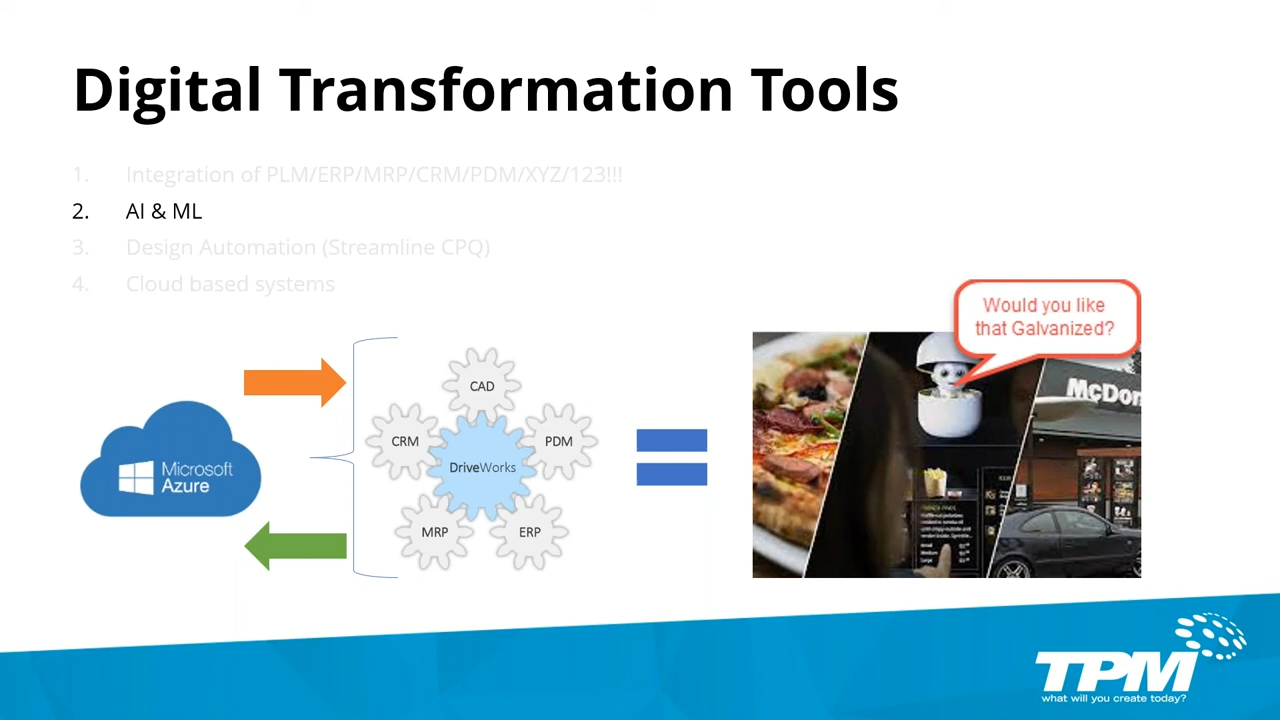 Digital Transformation Tools
1. Integration of PLM/ERP/MRP/CRM/PDM/XYZ/123!!!
2. AI & ML
3. Design Automation (Streamline CPQ)
4. Cloud based systems
Would you like
that Galvanized?
McDon
CAD
CRM
PDM
DriveWorks
MRP
ERP
Microsoft
Azure
TPM
what will you create today?